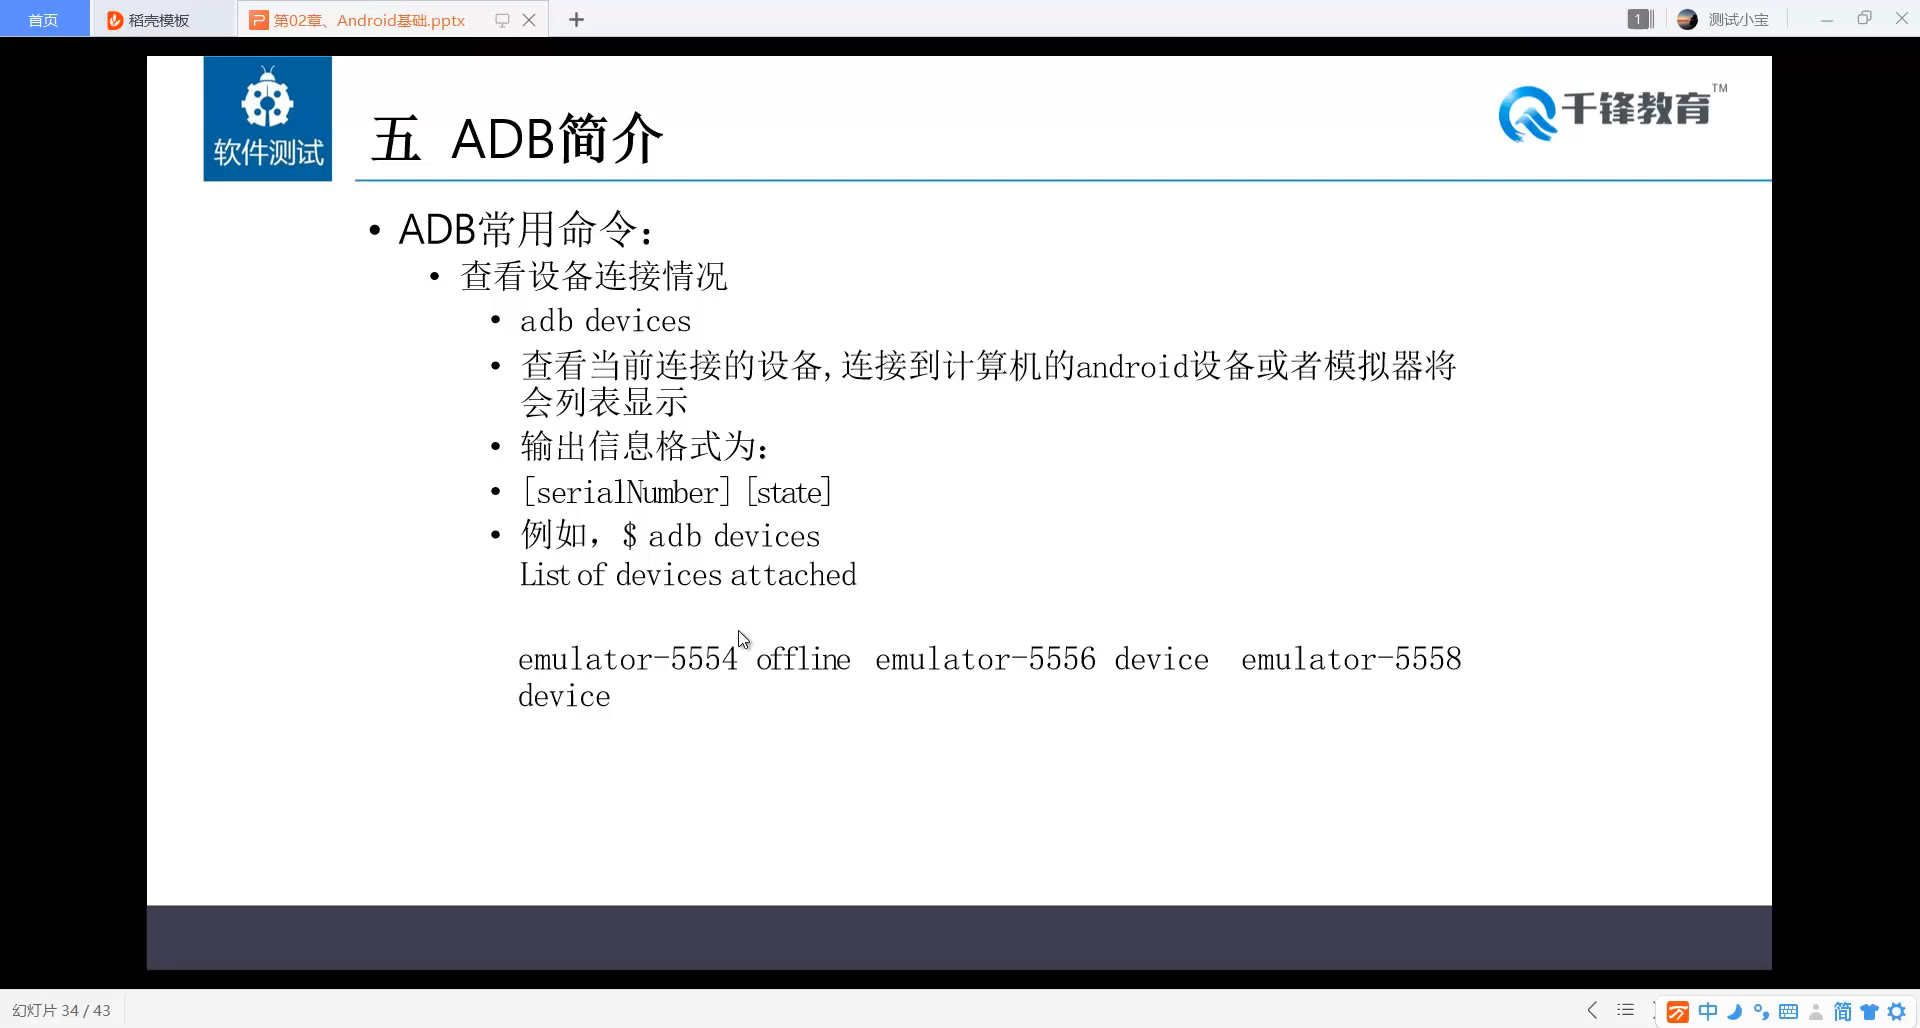 首页
稻壳模板
第02章、Android基础.pptx
1
测试小宝
软件测试
五 ADB简介
千锋教育™
• ADB常用命令：
• 查看设备连接情况
• adb devices
• 查看当前连接的设备,连接到计算机的android设备或者模拟器将
会列表显示
• 输出信息格式为：
• [serialNumber] [state]
• 例如，$ adb devices
List of devices attached
emulator-5554 offline emulator-5556 device emulator-5558
device
幻灯片 34 / 43
中
简